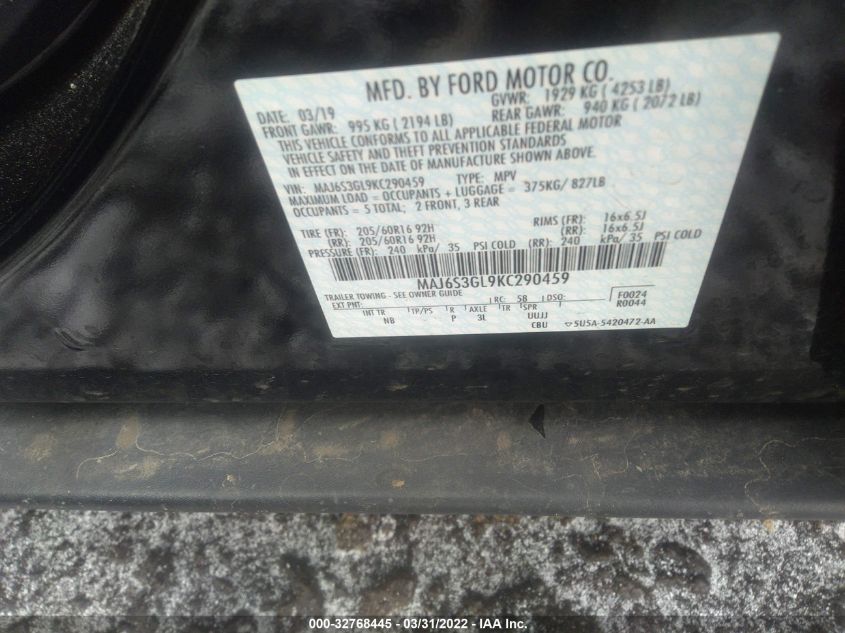 MFD. BY FORD MOTOR CO.
DATE: 03/19 GVWR: 1929 KG ( 4253 LB)
FRONT GAWR: 995 KG ( 2194 LB) REAR GAWR: 940 KG ( 2072 LB)
THIS VEHICLE CONFORMS TO ALL APPLICABLE FEDERAL MOTOR
VEHICLE SAFETY AND THEFT PREVENTION STANDARDS
IN EFFECT ON THE DATE OF MANUFACTURE SHOWN ABOVE.
VIN: MAJ6S3GL9KC290459 TYPE: MPV
MAXIMUM LOAD = OCCUPANTS + LUGGAGE = 375KG/ 827LB
OCCUPANTS = 5 TOTAL; 2 FRONT, 3 REAR
TIRE (FR): 205/60R16 92H RIMS (FR): 16x6.5J
(RR): 205/60R16 92H (RR): 16x6.5J
PRESSURE (FR): 240 kPa/ 35 PSI COLD (RR): 240 kPa/ 35 PSI COLD
MAJ6S3GL9KC290459
TRAILER TOWING - SEE OWNER GUIDE
EXT PNT: RC: 58 DSO: F0024
R0044
INT TR TP/PS R AXLE TR SPR
NB - P 3L UUJJ
CBU 5U5A-5420472-AA
000-32768445 - 03/31/2022 - IAA Inc.